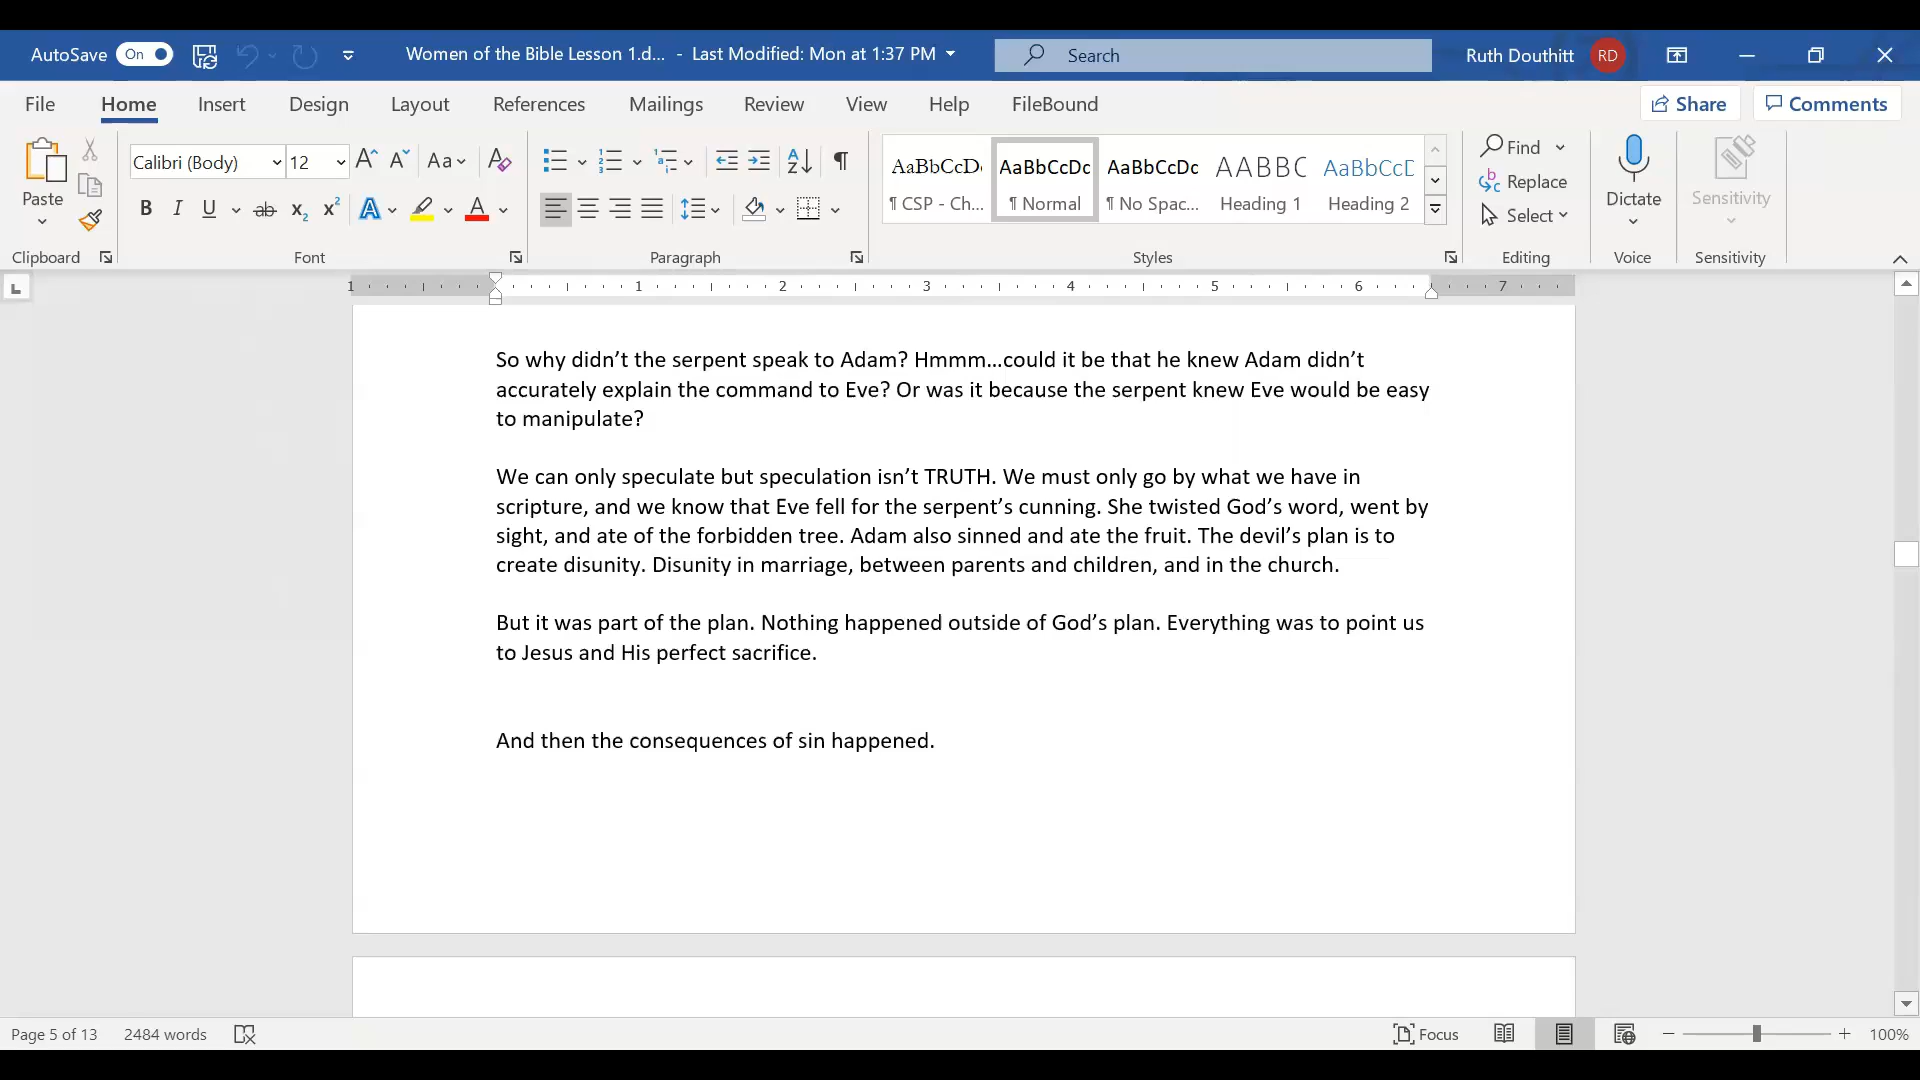 AutoSave On Women of the Bible Lesson 1.d... - Last Modified: Mon at 1:37 PM Search Ruth Douthitt RD
File Home Insert Design Layout References Mailings Review View Help FileBound Share Comments
Paste Calibri (Body) 12 Aa AaBbCcDc AaBbCcDc AaBbCcDc AABBC AaBbCcD Find Replace Select Dictate Sensitivity
¶ CSP - Ch... ¶ Normal ¶ No Spac... Heading 1 Heading 2
Clipboard Font Paragraph Styles Editing Voice Sensitivity
1 1 2 3 4 5 6 7
So why didn’t the serpent speak to Adam? Hmmm…could it be that he knew Adam didn’t
accurately explain the command to Eve? Or was it because the serpent knew Eve would be easy
to manipulate?
We can only speculate but speculation isn’t TRUTH. We must only go by what we have in
scripture, and we know that Eve fell for the serpent’s cunning. She twisted God’s word, went by
sight, and ate of the forbidden tree. Adam also sinned and ate the fruit. The devil’s plan is to
create disunity. Disunity in marriage, between parents and children, and in the church.
But it was part of the plan. Nothing happened outside of God’s plan. Everything was to point us
to Jesus and His perfect sacrifice.
And then the consequences of sin happened.
Page 5 of 13 2484 words Focus 100%